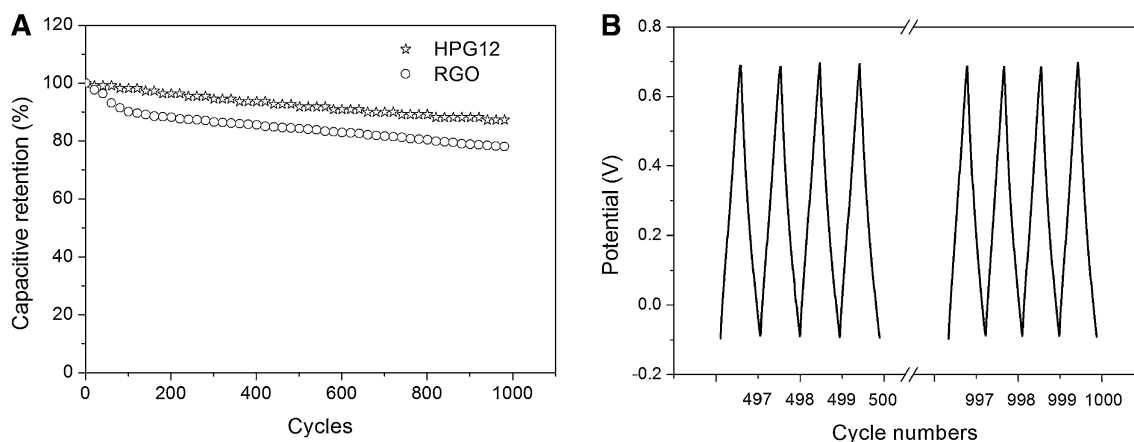 A
120
100
80
60
40
20
0
0 200 400 600 800 1000
Capacitive retention (%)
Cycles
HPG12
RGO
B
0.8
0.6
0.4
0.2
0.0
-0.2
497 498 499 500 997 998 999 1000
Potential (V)
Cycle numbers